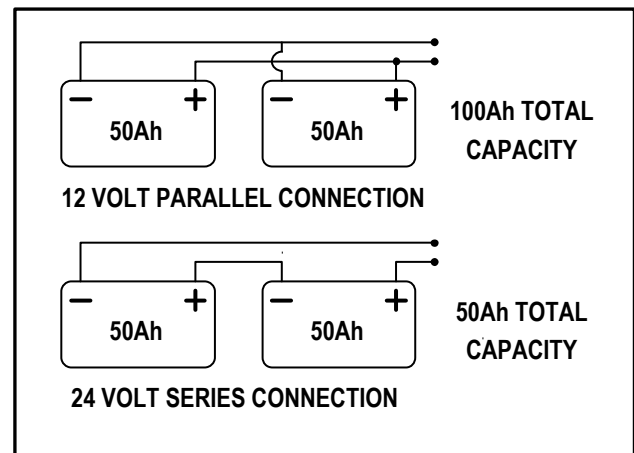 − + − +
50Ah 50Ah
100Ah TOTAL
CAPACITY
12 VOLT PARALLEL CONNECTION
− + − +
50Ah 50Ah
50Ah TOTAL
CAPACITY
24 VOLT SERIES CONNECTION